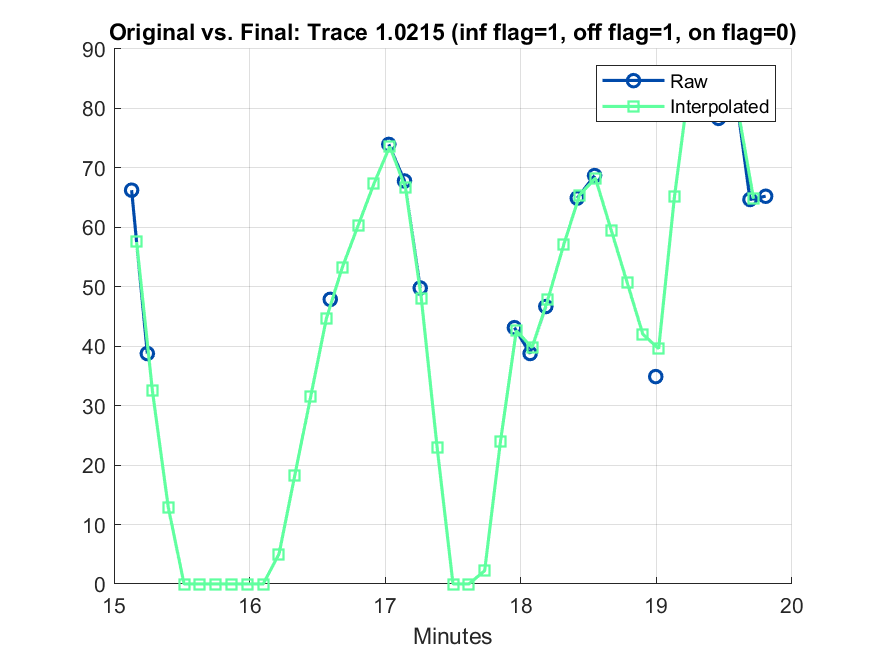 Original vs. Final: Trace 1.0215 (inf flag=1, off flag=1, on flag=0)
90
80
70
60
50
40
30
20
10
0
Raw
Interpolated
15 16 17 18 19 20
Minutes